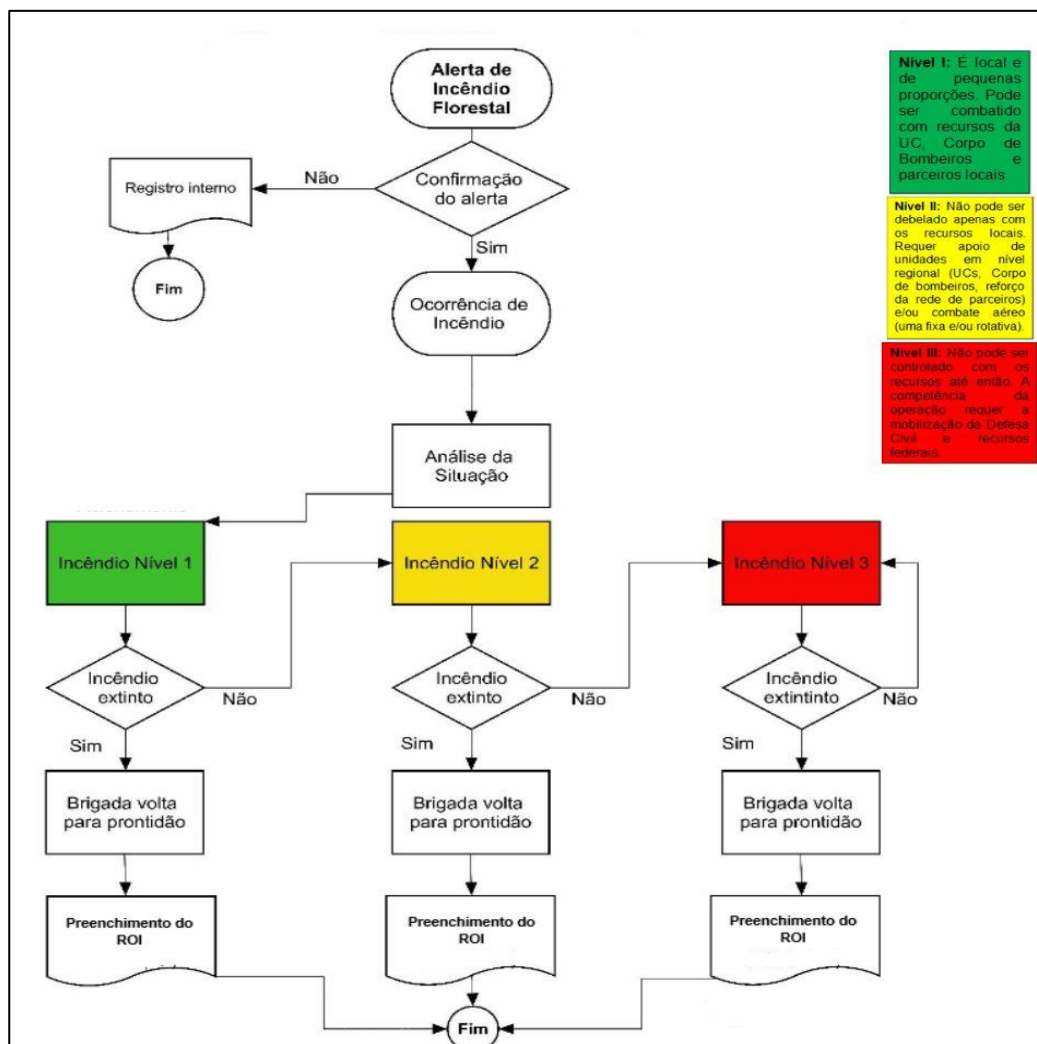 Alerta de
Incêndio
Florestal
Nível I: É local e
de pequenas
proporções. Pode
ser combatido
com recursos da
UC, Corpo de
Bombeiros e
parceiros locais.
Confirmação
do alerta
Não
Registro interno
Sim
Fim
Nível II: Não pode ser
debelado apenas com
os recursos locais.
Requer apoio de
unidades em nível
regional (UCs, Corpo
de bombeiros, reforço
da rede de parceiros)
e/ou combate aéreo
(uma fixa e/ou rotativa).
Ocorrência de
Incêndio
Nível III: Não pode ser
controlado com os
recursos até então. A
competência da
operação requer a
mobilização da Defesa
Civil e recursos
federais.
Análise da
Situação
Incêndio Nível 1
Incêndio Nível 2
Incêndio Nível 3
Incêndio
extinto
Não
Sim
Incêndio
extinto
Não
Sim
Incêndio
extintinto
Não
Sim
Brigada volta
para prontidão
Brigada volta
para prontidão
Brigada volta
para prontidão
Preenchimento do
ROI
Preenchimento do
ROI
Preenchimento do
ROI
Fim